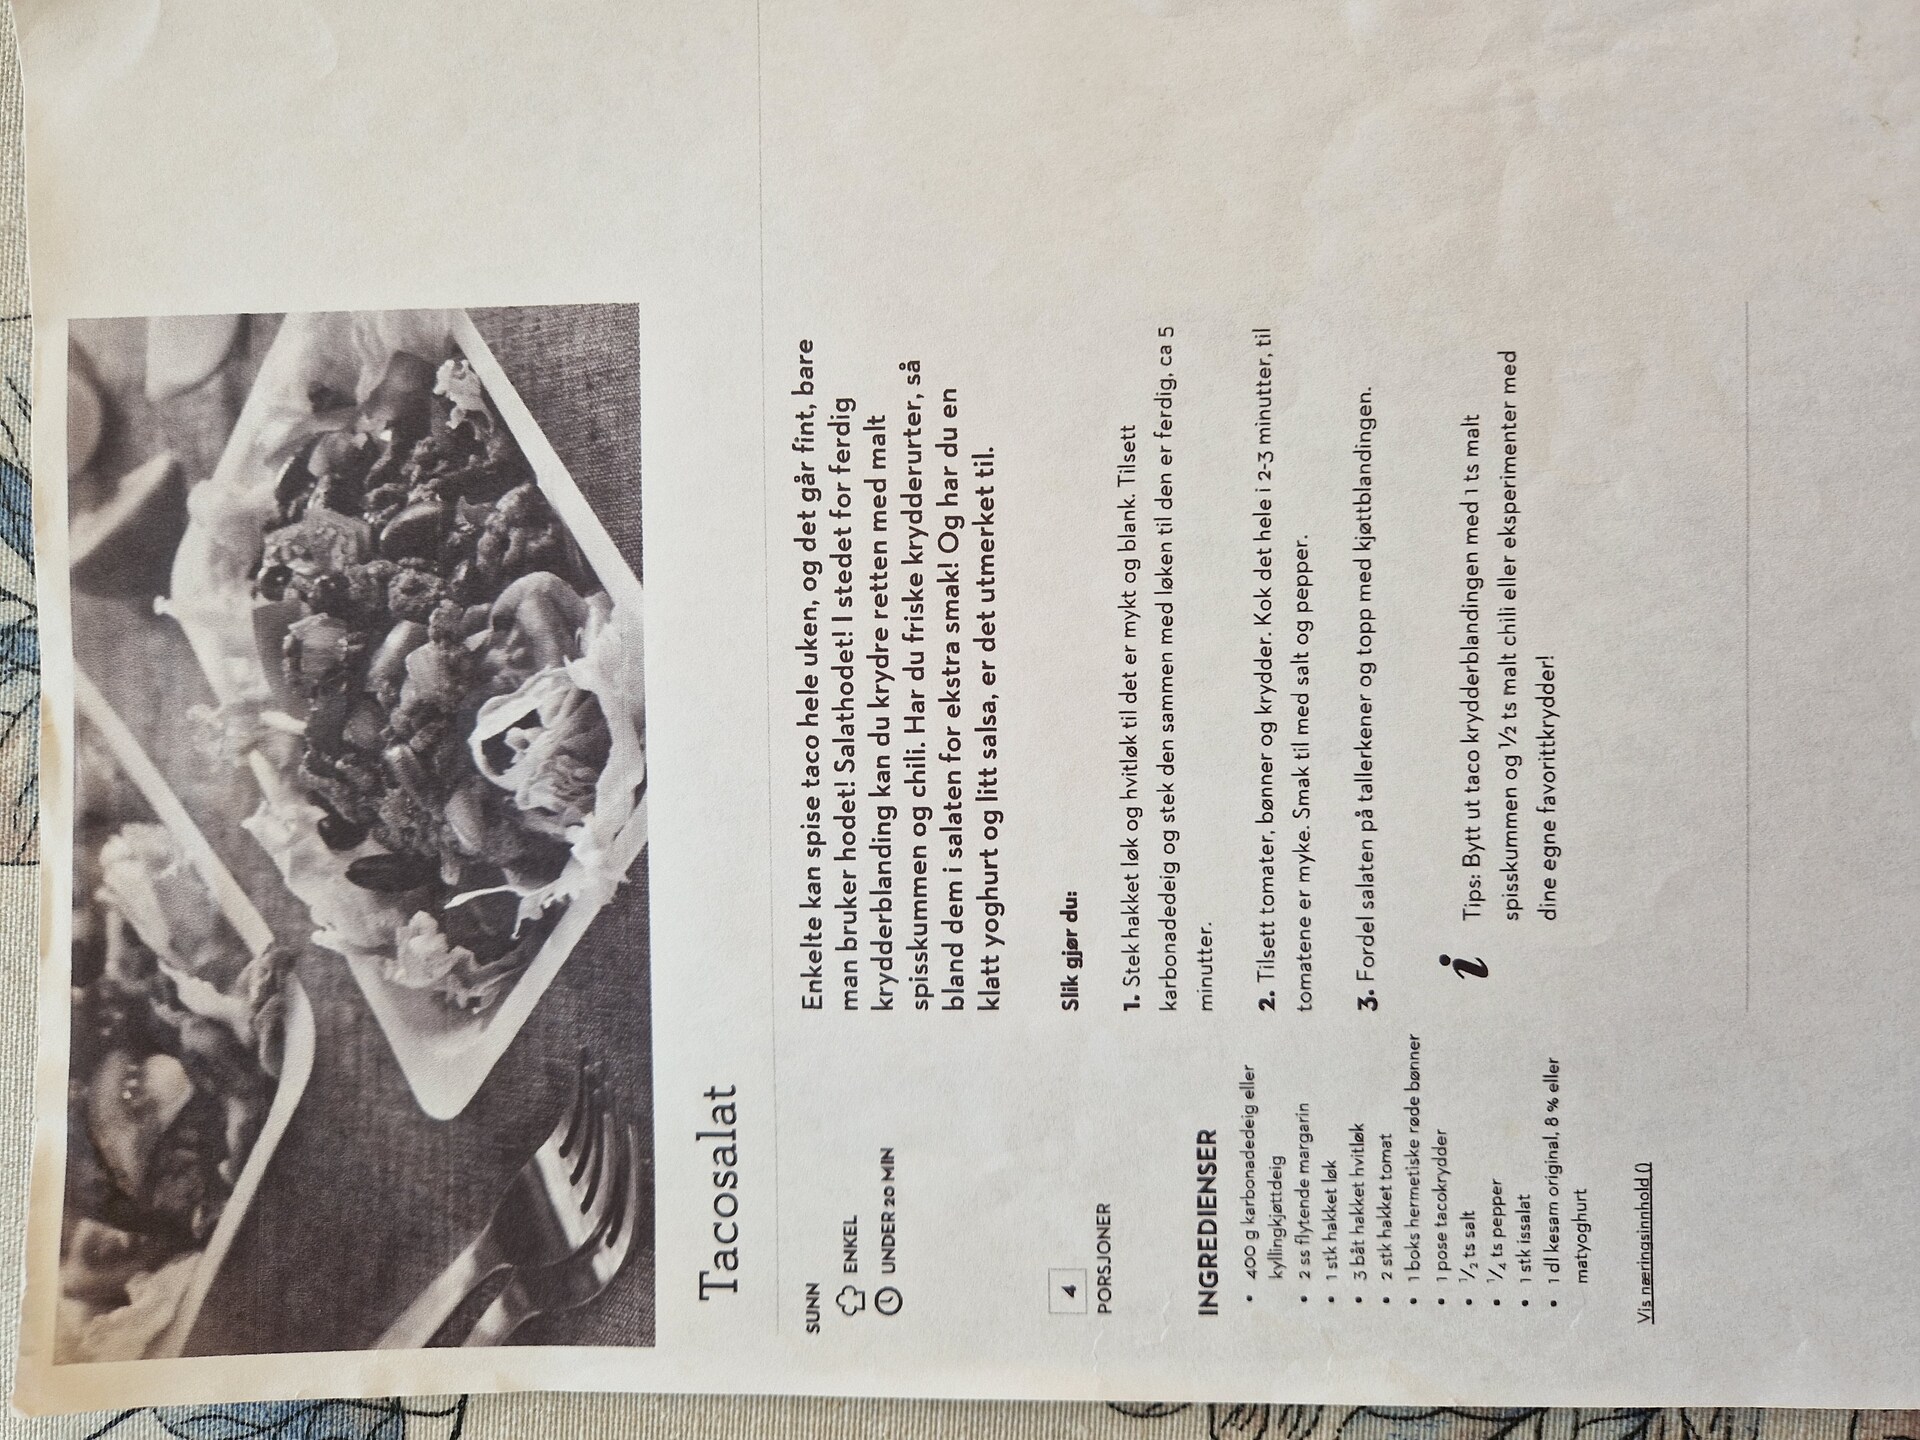 Tacosalat
SUNN
ENKEL
UNDER 20 MIN
Enkelte kan spise taco hele uken, og det går fint, bare
man bruker hodet! Salathodet! I stedet for ferdig
krydderblanding kan du krydre retten med malt
spisskummen og chili. Har du friske krydderurter, så
bland dem i salaten for ekstra smak! Og har du en
klatt yoghurt og litt salsa, er det utmerket til.
4
PORSJONER
INGREDIENSER
• 400 g karbonadedeig eller
kyllingkjøttdeig
• 2 ss flytende margarin
• 1 stk hakket løk
• 3 båt hakket hvitløk
• 2 stk hakket tomat
• 1 boks hermetiske røde bønner
• 1 pose tacokrydder
• 1/2 ts salt
• 1/4 ts pepper
• 1 stk issalat
• 1 dl kesam original, 8 % eller
matyoghurt
Vis næringsinnhold ()
Slik gjør du:
1. Stek hakket løk og hvitløk til det er mykt og blank. Tilsett
karbonadedeig og stek den sammen med løken til den er ferdig, ca 5
minutter.
2. Tilsett tomater, bønner og krydder. Kok det hele i 2-3 minutter, til
tomatene er myke. Smak til med salt og pepper.
3. Fordel salaten på tallerkener og topp med kjøttblandingen.
i
Tips: Bytt ut taco krydderblandingen med 1 ts malt
spisskummen og ½ ts malt chili eller eksperimenter med
dine egne favorittkrydder!